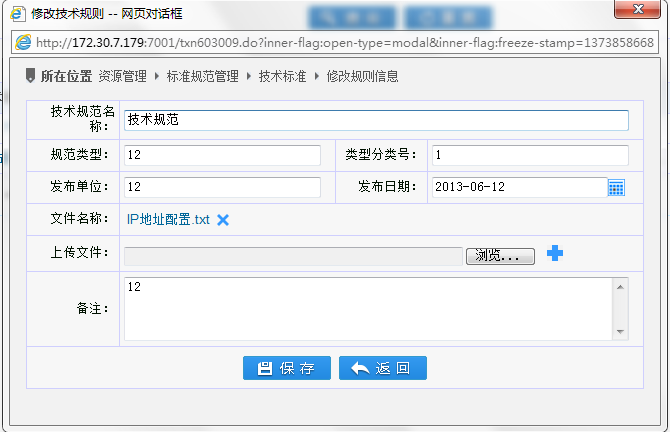 修改技术规则 -- 网页对话框
http://172.30.7.179:7001/txn603009.do?inner-flag:open-type=modal&inner-flag:freeze-stamp=1373858668
所在位置 资源管理 标准规范管理 技术标准 修改规则信息
技术规范名称： 技术规范
规范类型： 12 类型分类号： 1
发布单位： 12 发布日期： 2013-06-12
文件名称： IP地址配置.txt
上传文件： 浏览...
备注： 12
保存 返回